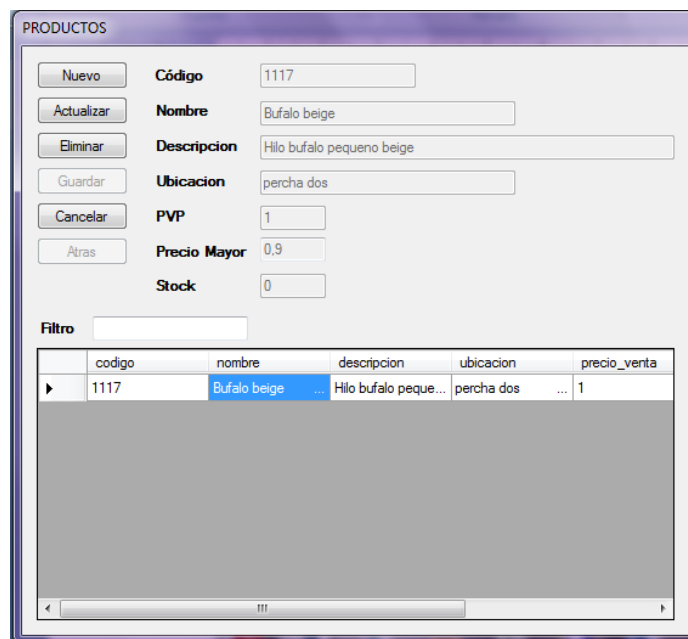 PRODUCTOS
Nuevo Código 1117
Actualizar Nombre Bufalo beige
Eliminar Descripcion Hilo bufalo pequeno beige
Guardar Ubicacion percha dos
Cancelar PVP 1
Atras Precio Mayor 0,9
Stock 0
Filtro
codigo nombre descripcion ubicacion precio_venta
1117 Bufalo beige ... Hilo bufalo peque... percha dos ... 1